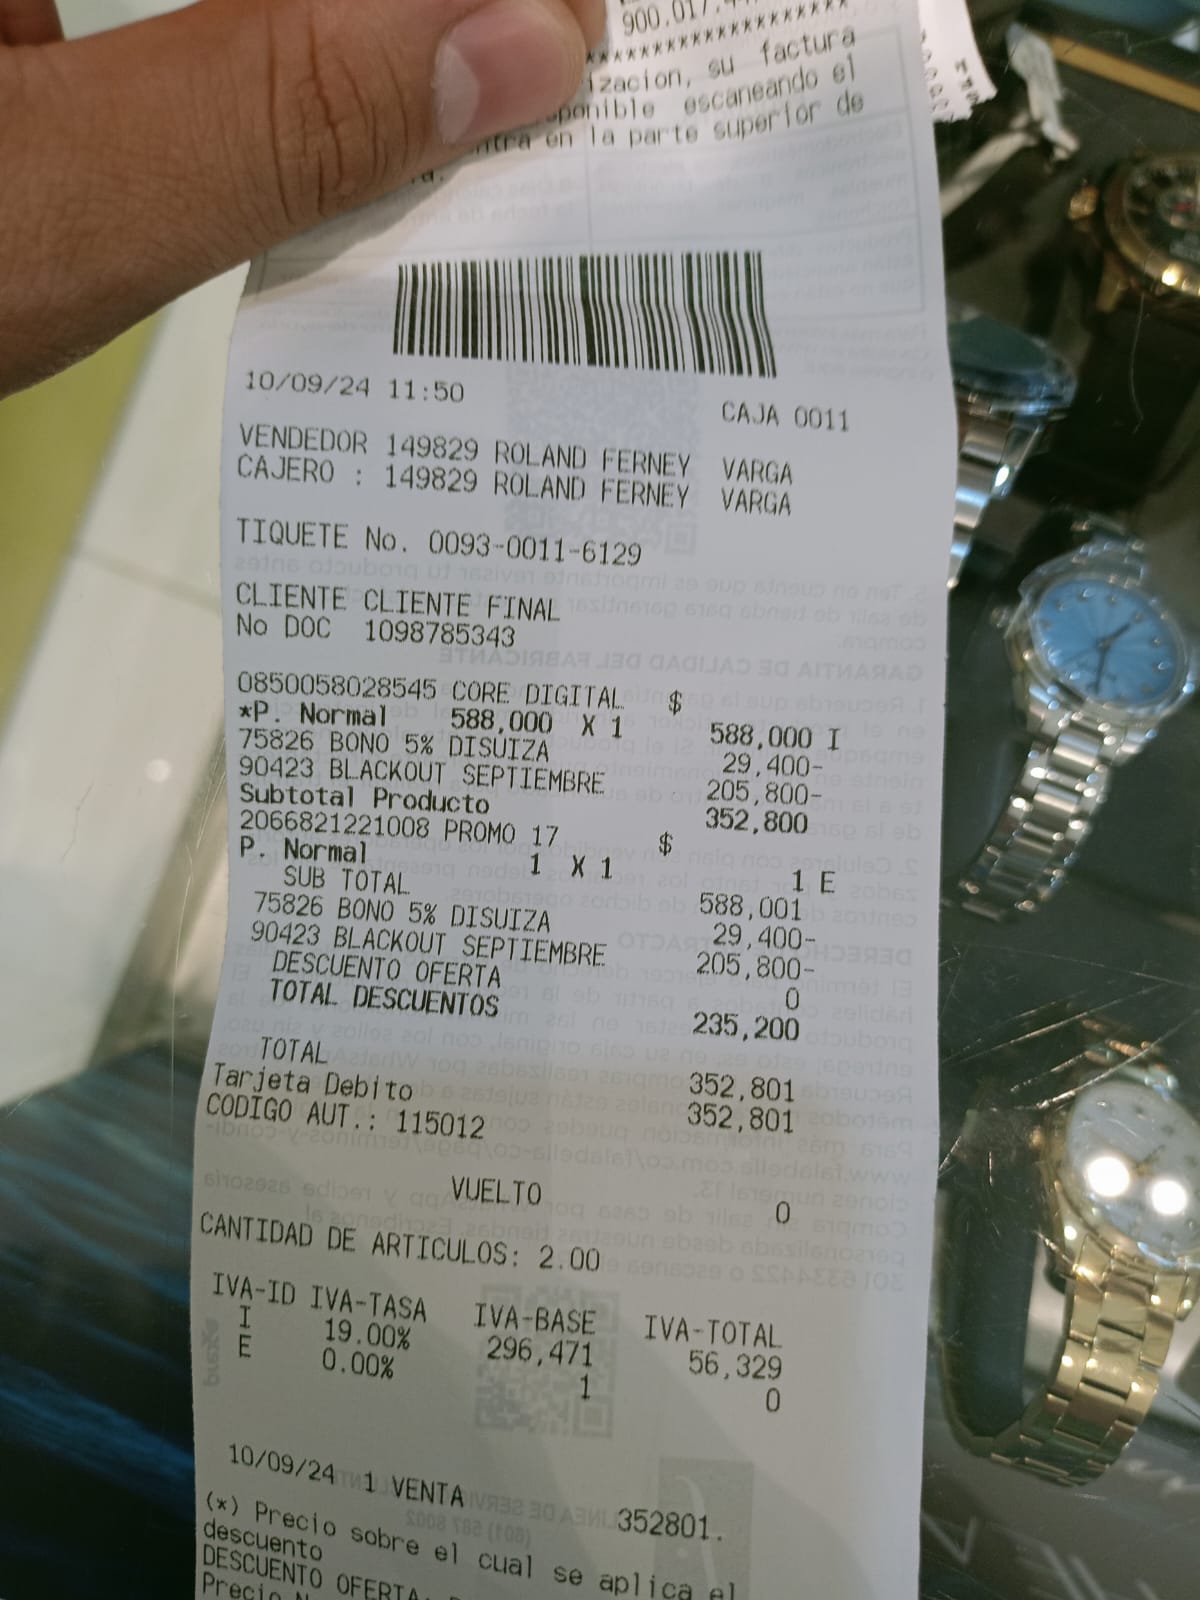 900.017.4
********************
izacion, su factura
sponible escaneando el
ntra en la parte superior de
a.
10/09/24 11:50 CAJA 0011
VENDEDOR 149829 ROLAND FERNEY VARGA
CAJERO : 149829 ROLAND FERNEY VARGA
TIQUETE No. 0093-0011-6129
CLIENTE CLIENTE FINAL
No DOC 1098785343
0850058028545 CORE DIGITAL $
*P. Normal 588,000 X 1 588,000 I
75826 BONO 5% DISUIZA 29,400-
90423 BLACKOUT SEPTIEMBRE 205,800-
Subtotal Producto 352,800
2066821221008 PROMO 17 $
P. Normal 1 X 1 1 E
SUB TOTAL 588,001
75826 BONO 5% DISUIZA 29,400-
90423 BLACKOUT SEPTIEMBRE 205,800-
DESCUENTO OFERTA 0
TOTAL DESCUENTOS 235,200
TOTAL 352,801
Tarjeta Debito 352,801
CODIGO AUT.: 115012
VUELTO 0
CANTIDAD DE ARTICULOS: 2.00
IVA-ID IVA-TASA IVA-BASE IVA-TOTAL
I 19.00% 296,471 56,329
E 0.00% 1 0
10/09/24 1 VENTA 352801.
(*) Precio sobre el cual se aplica el
descuento
DESCUENTO OFERTA
Precio N